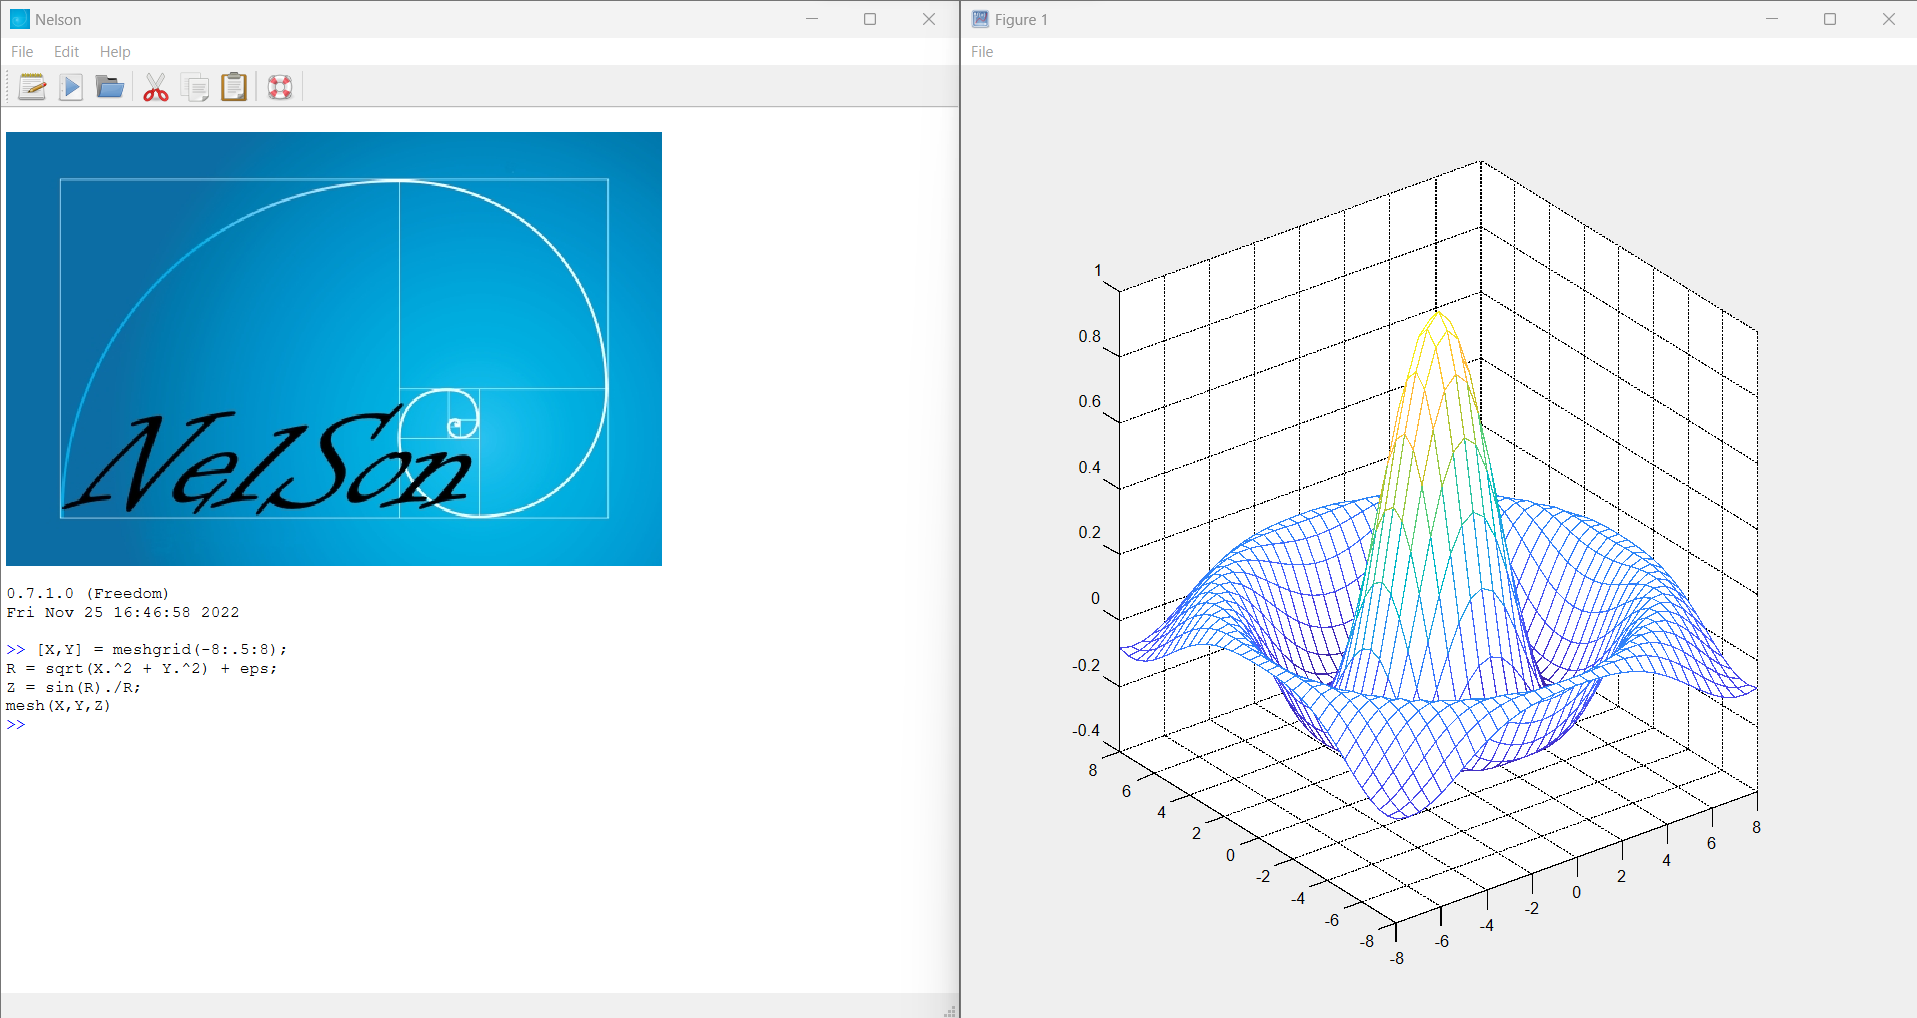 Nelson
File Edit Help
NelSon
0.7.1.0 (Freedom)
Fri Nov 25 16:46:58 2022
>> [X,Y] = meshgrid(-8:.5:8);
R = sqrt(X.^2 + Y.^2) + eps;
Z = sin(R)./R;
mesh(X,Y,Z)
>>
Figure 1
File
1
0.8
0.6
0.4
0.2
0
-0.2
-0.4
8
6
4
2
0
-2
-4
-6
-8
-8
-6
-4
-2
0
2
4
6
8